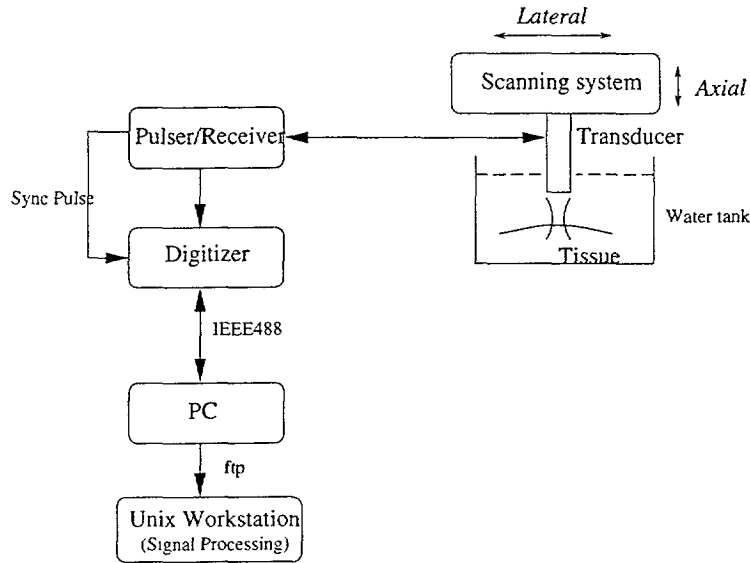 Lateral
Scanning system
Axial
Pulser/Receiver
Transducer
Sync Pulse
Water tank
Digitizer
Tissue
IEEE488
PC
ftp
Unix Workstation
(Signal Processing)